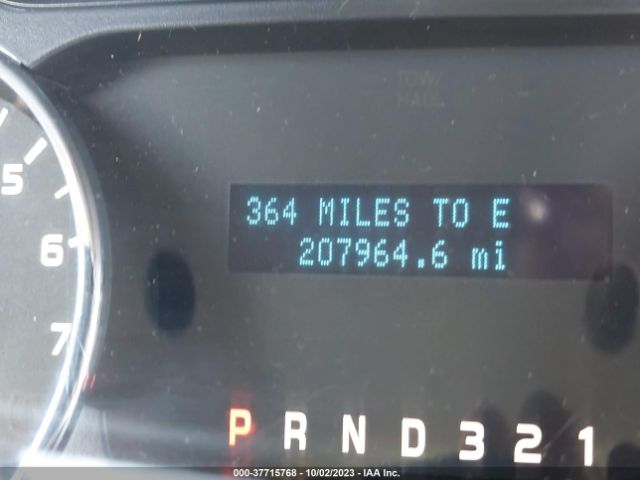 TOW/
HAUL
5
6
7
364 MILES TO E
207964.6 mi
P R N D 3 2 1
000-37715768 - 10/02/2023 - IAA Inc.